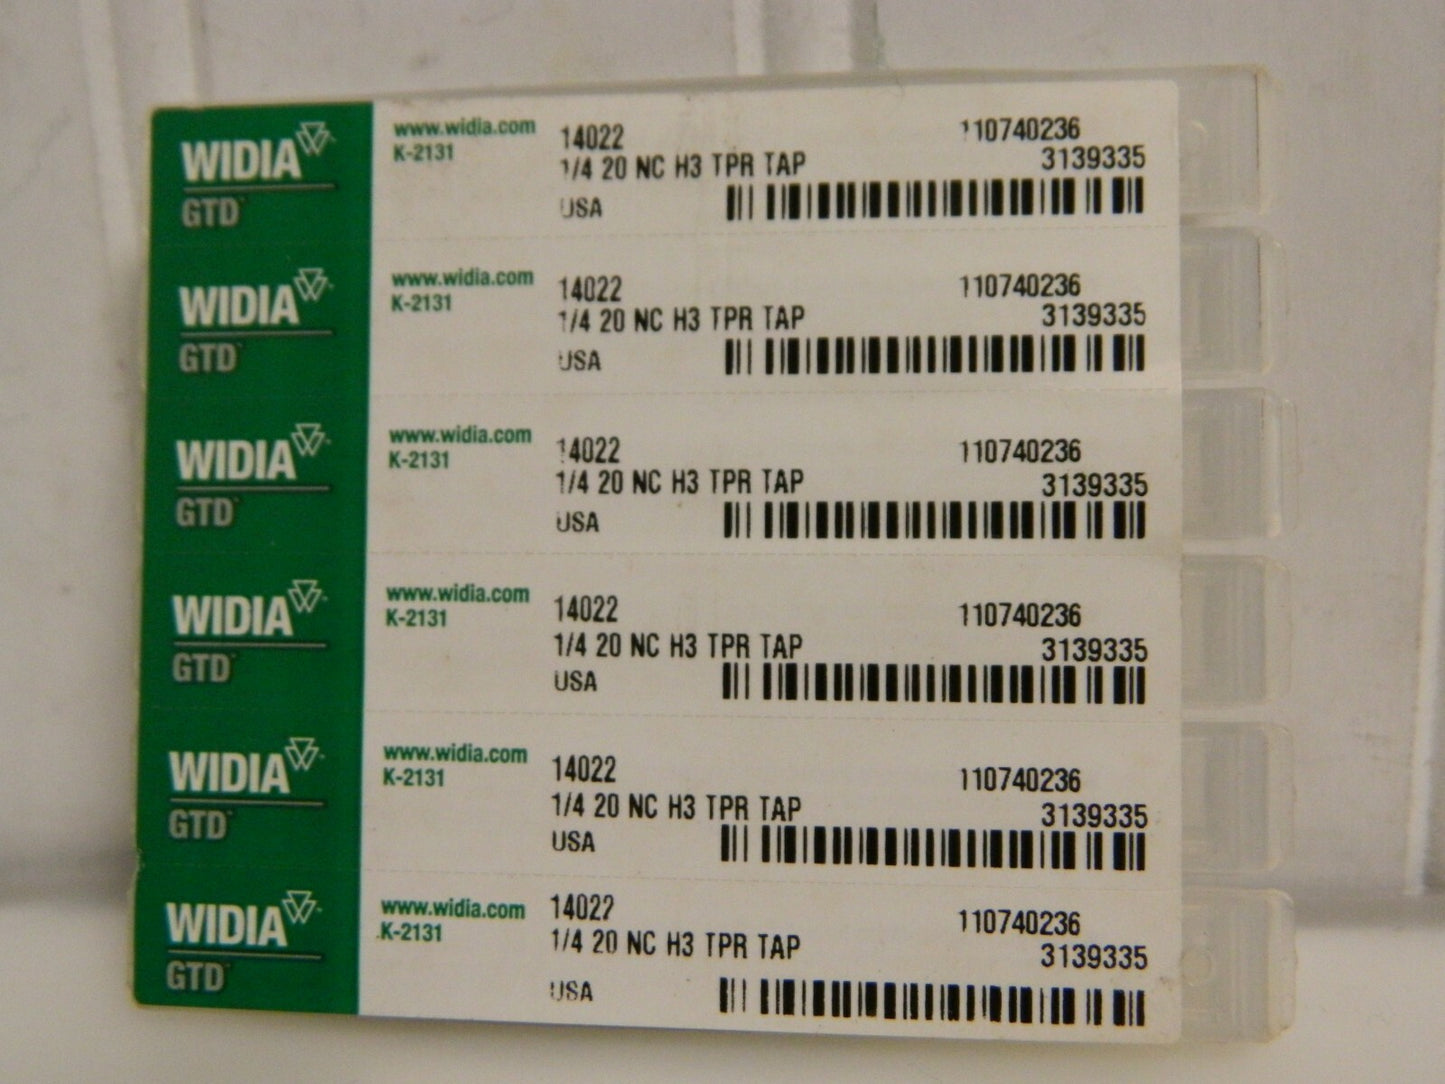 WIDIA
GTD
www.widia.com
K-2131
14022
1/4 20 NC H3 TPR TAP
USA
110740236
3139335
WIDIA
GTD
www.widia.com
K-2131
14022
1/4 20 NC H3 TPR TAP
USA
110740236
3139335
WIDIA
GTD
www.widia.com
K-2131
14022
1/4 20 NC H3 TPR TAP
USA
110740236
3139335
WIDIA
GTD
www.widia.com
K-2131
14022
1/4 20 NC H3 TPR TAP
USA
110740236
3139335
WIDIA
GTD
www.widia.com
K-2131
14022
1/4 20 NC H3 TPR TAP
USA
110740236
3139335
WIDIA
GTD
www.widia.com
K-2131
14022
1/4 20 NC H3 TPR TAP
USA
110740236
3139335